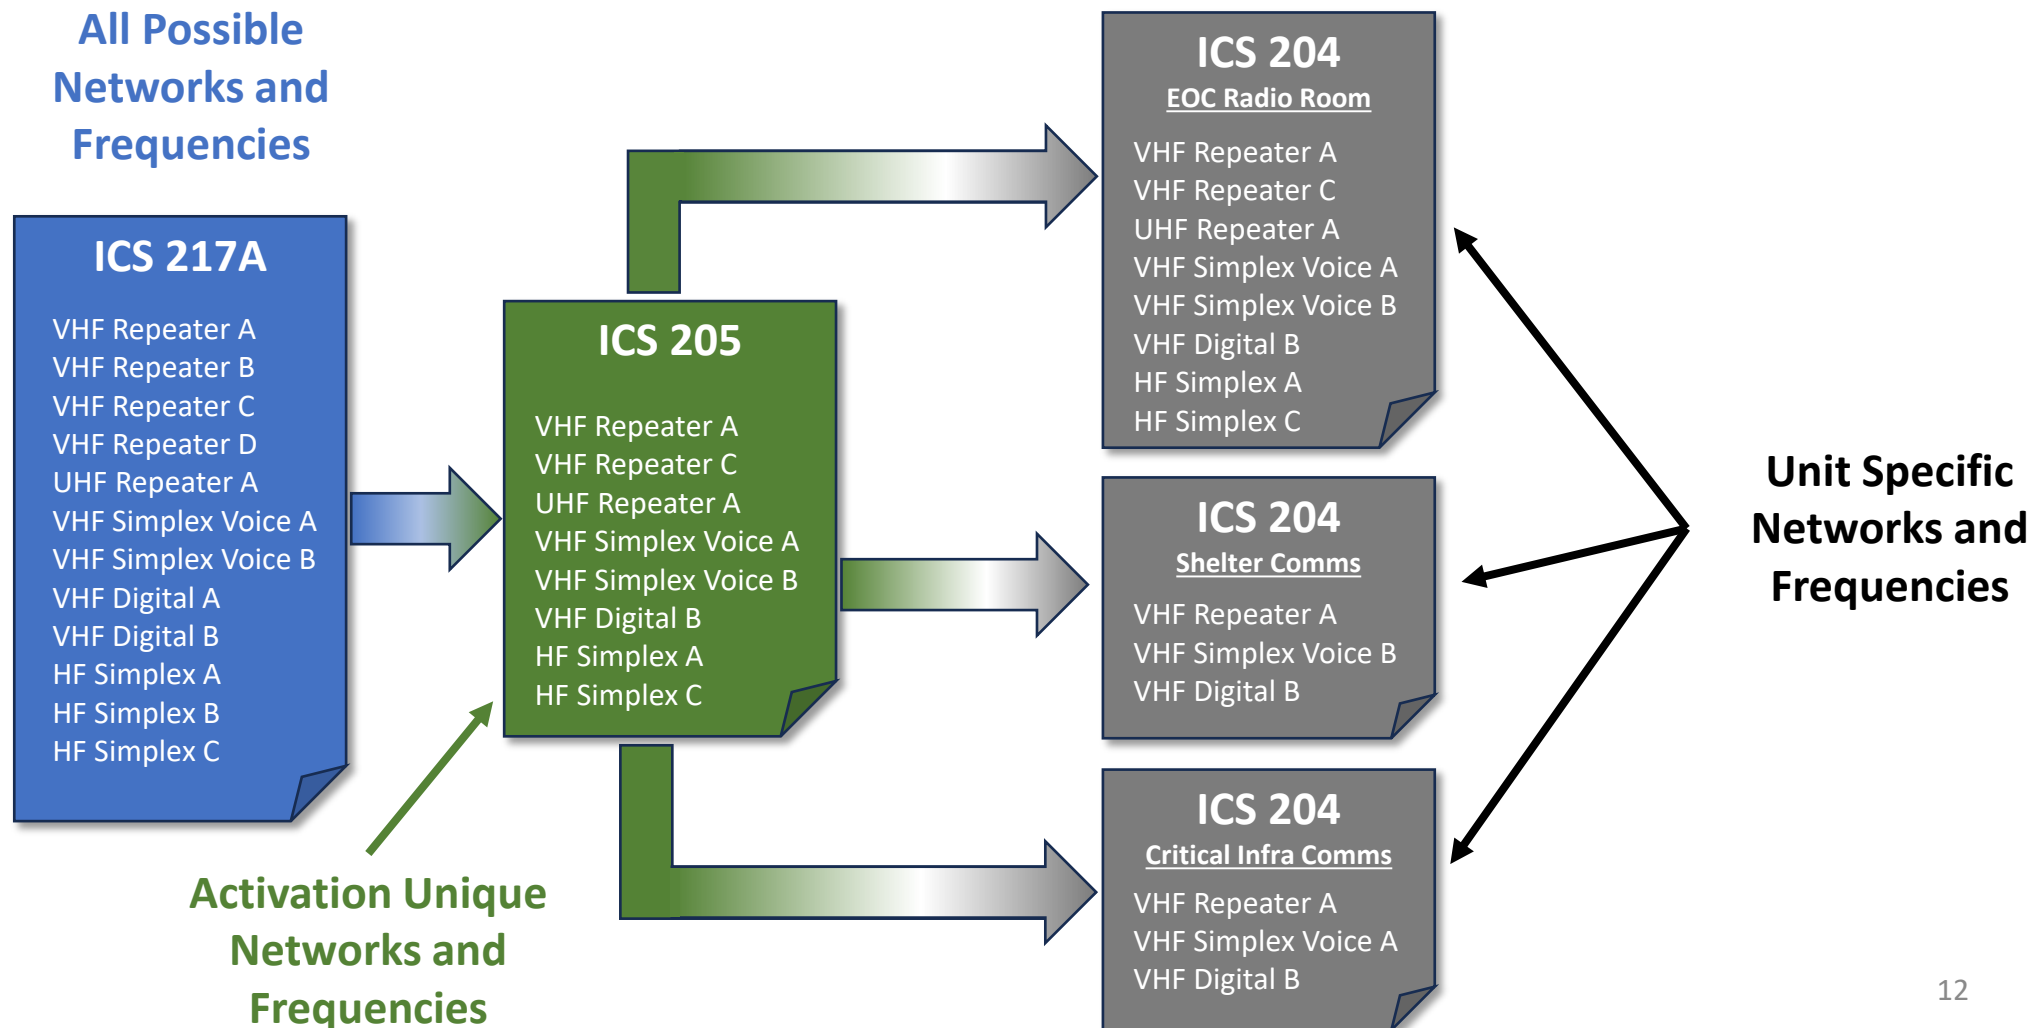 All Possible
Networks and
Frequencies
ICS 217A
VHF Repeater A
VHF Repeater B
VHF Repeater C
VHF Repeater D
UHF Repeater A
VHF Simplex Voice A
VHF Simplex Voice B
VHF Digital A
VHF Digital B
HF Simplex A
HF Simplex B
HF Simplex C
ICS 205
VHF Repeater A
VHF Repeater C
UHF Repeater A
VHF Simplex Voice A
VHF Simplex Voice B
VHF Digital B
HF Simplex A
HF Simplex C
Activation Unique
Networks and
Frequencies
ICS 204
EOC Radio Room
VHF Repeater A
VHF Repeater C
UHF Repeater A
VHF Simplex Voice A
VHF Simplex Voice B
VHF Digital B
HF Simplex A
HF Simplex C
ICS 204
Shelter Comms
VHF Repeater A
VHF Simplex Voice B
VHF Digital B
ICS 204
Critical Infra Comms
VHF Repeater A
VHF Simplex Voice A
VHF Digital B
Unit Specific
Networks and
Frequencies
12